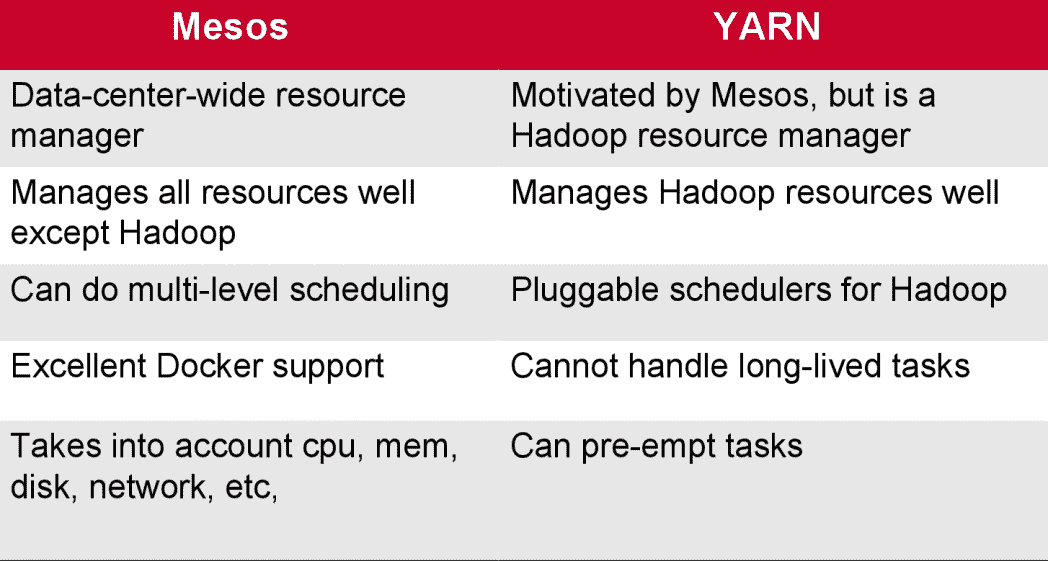 Mesos YARN
Data-center-wide resource
manager
Motivated by Mesos, but is a
Hadoop resource manager
Manages all resources well
except Hadoop
Manages Hadoop resources well
Can do multi-level scheduling
Pluggable schedulers for Hadoop
Excellent Docker support
Cannot handle long-lived tasks
Takes into account cpu, mem,
disk, network, etc,
Can pre-empt tasks